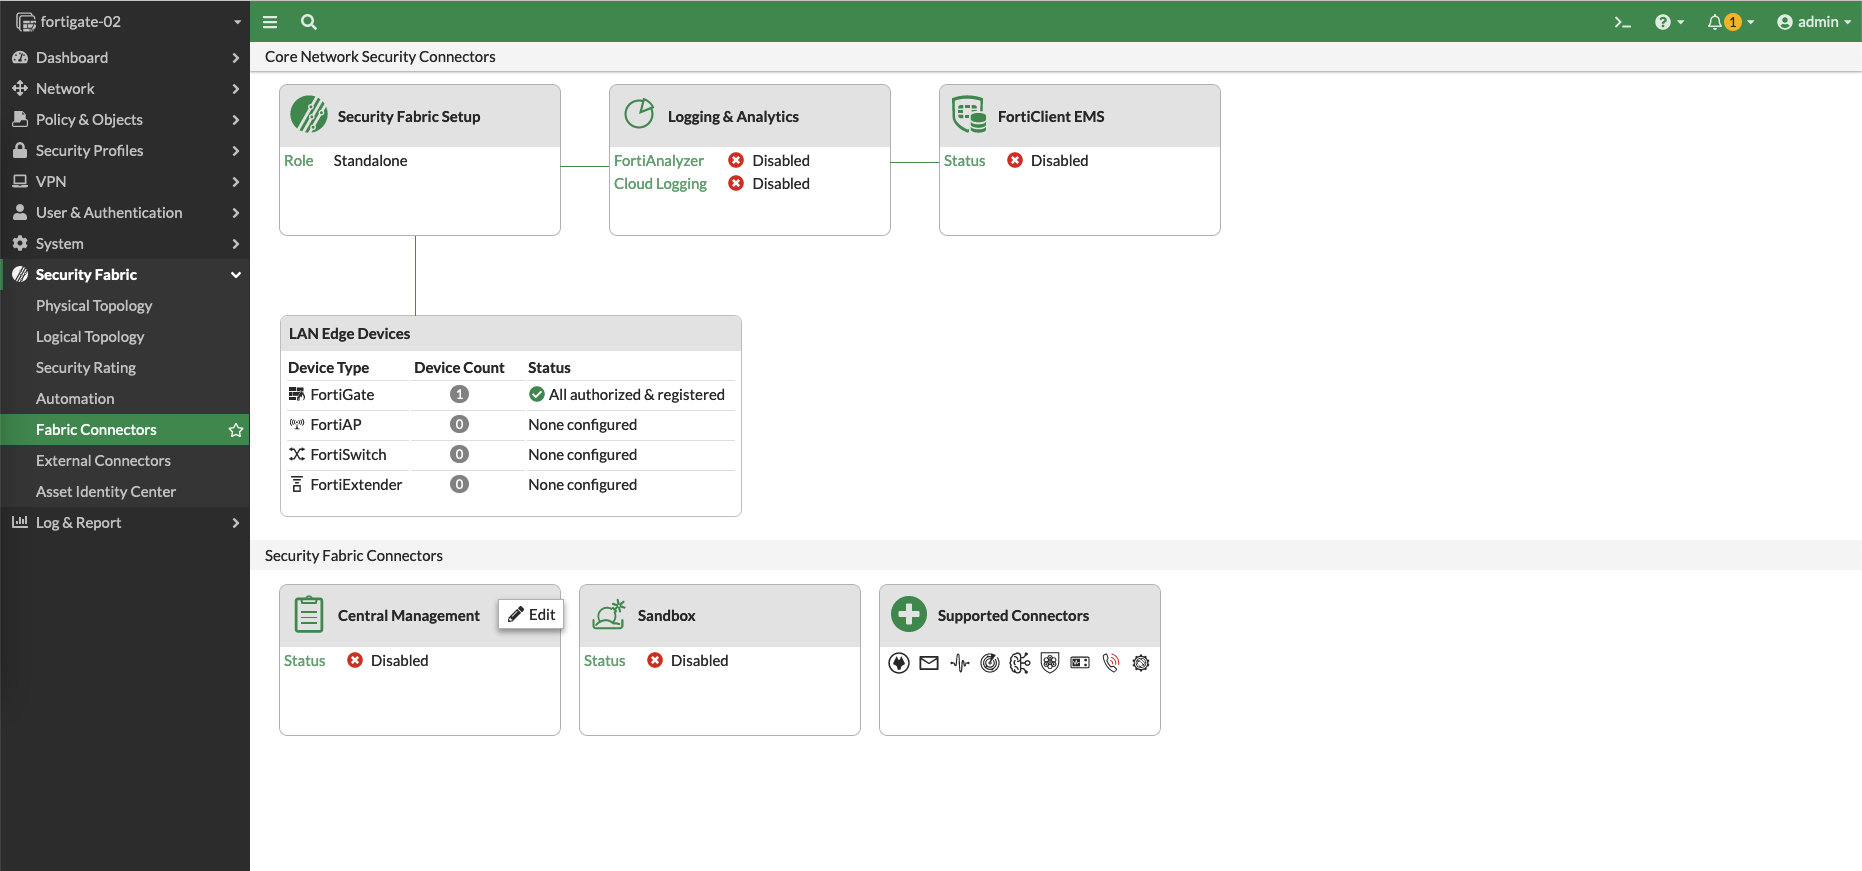 fortigate-02
1
admin
Dashboard
Network
Policy & Objects
Security Profiles
VPN
User & Authentication
System
Security Fabric
Physical Topology
Logical Topology
Security Rating
Automation
Fabric Connectors
External Connectors
Asset Identity Center
Log & Report
Core Network Security Connectors
Security Fabric Setup
Role Standalone
Logging & Analytics
FortiAnalyzer Disabled
Cloud Logging Disabled
FortiClient EMS
Status Disabled
LAN Edge Devices
Device Type Device Count Status
FortiGate 1 All authorized & registered
FortiAP 0 None configured
FortiSwitch 0 None configured
FortiExtender 0 None configured
Security Fabric Connectors
Central Management Edit
Status Disabled
Sandbox
Status Disabled
Supported Connectors